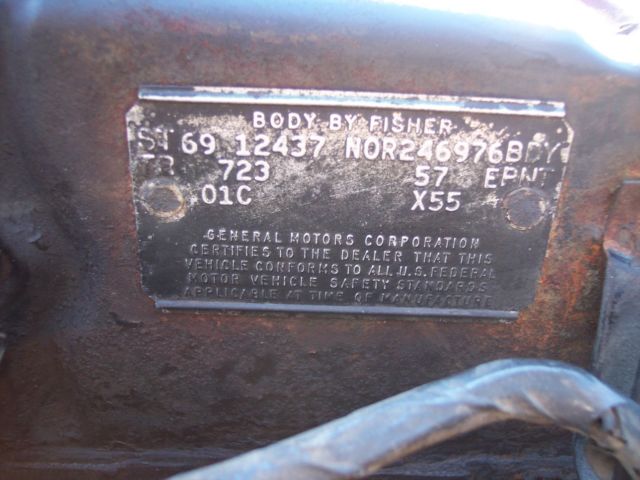 BODY BY FISHER
ST 69 12437 NOR246976BDY
TR 723 57 EPNT
01C X55
GENERAL MOTORS CORPORATION
CERTIFIES TO THE DEALER THAT THIS
VEHICLE CONFORMS TO ALL U.S. FEDERAL
MOTOR VEHICLE SAFETY STANDARDS
APPLICABLE AT TIME OF MANUFACTURE